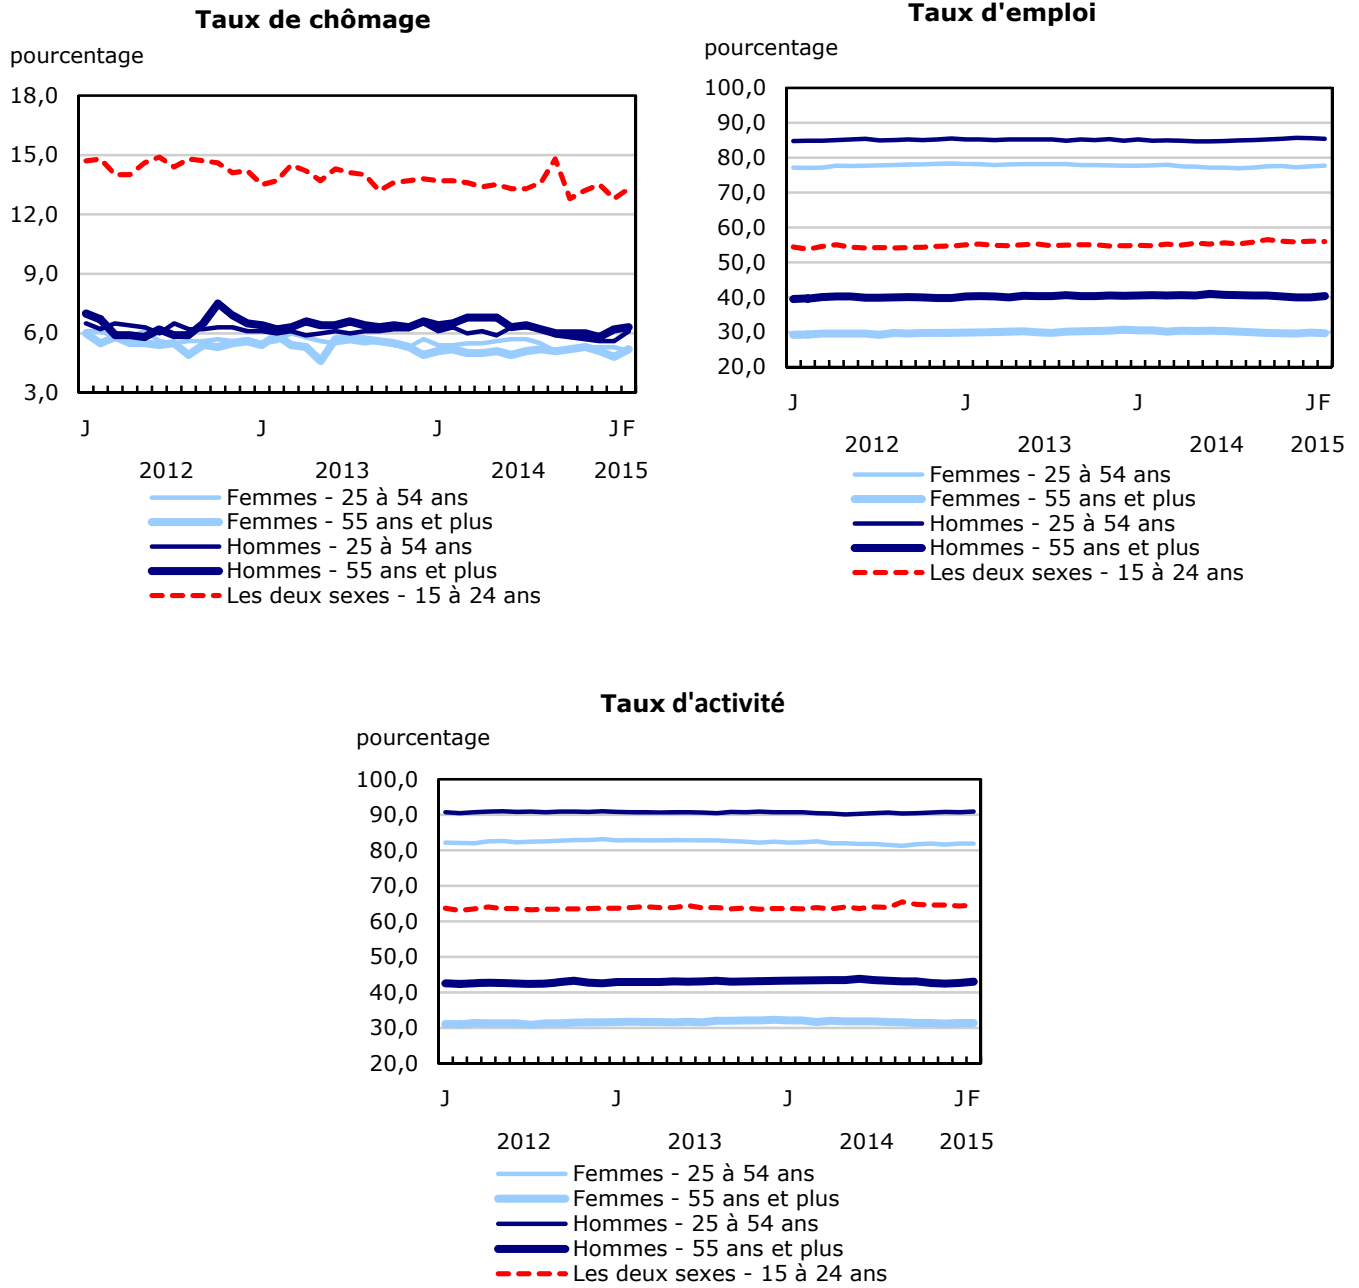 Taux de chômage
pourcentage
18,0
15,0
12,0
9,0
6,0
3,0
J J J J F
2012 2013 2014 2015
Femmes - 25 à 54 ans
Femmes - 55 ans et plus
Hommes - 25 à 54 ans
Hommes - 55 ans et plus
Les deux sexes - 15 à 24 ans
Taux d'emploi
pourcentage
100,0
90,0
80,0
70,0
60,0
50,0
40,0
30,0
20,0
J J J J F
2012 2013 2014 2015
Femmes - 25 à 54 ans
Femmes - 55 ans et plus
Hommes - 25 à 54 ans
Hommes - 55 ans et plus
Les deux sexes - 15 à 24 ans
Taux d'activité
pourcentage
100,0
90,0
80,0
70,0
60,0
50,0
40,0
30,0
20,0
J J J J F
2012 2013 2014 2015
Femmes - 25 à 54 ans
Femmes - 55 ans et plus
Hommes - 25 à 54 ans
Hommes - 55 ans et plus
Les deux sexes - 15 à 24 ans